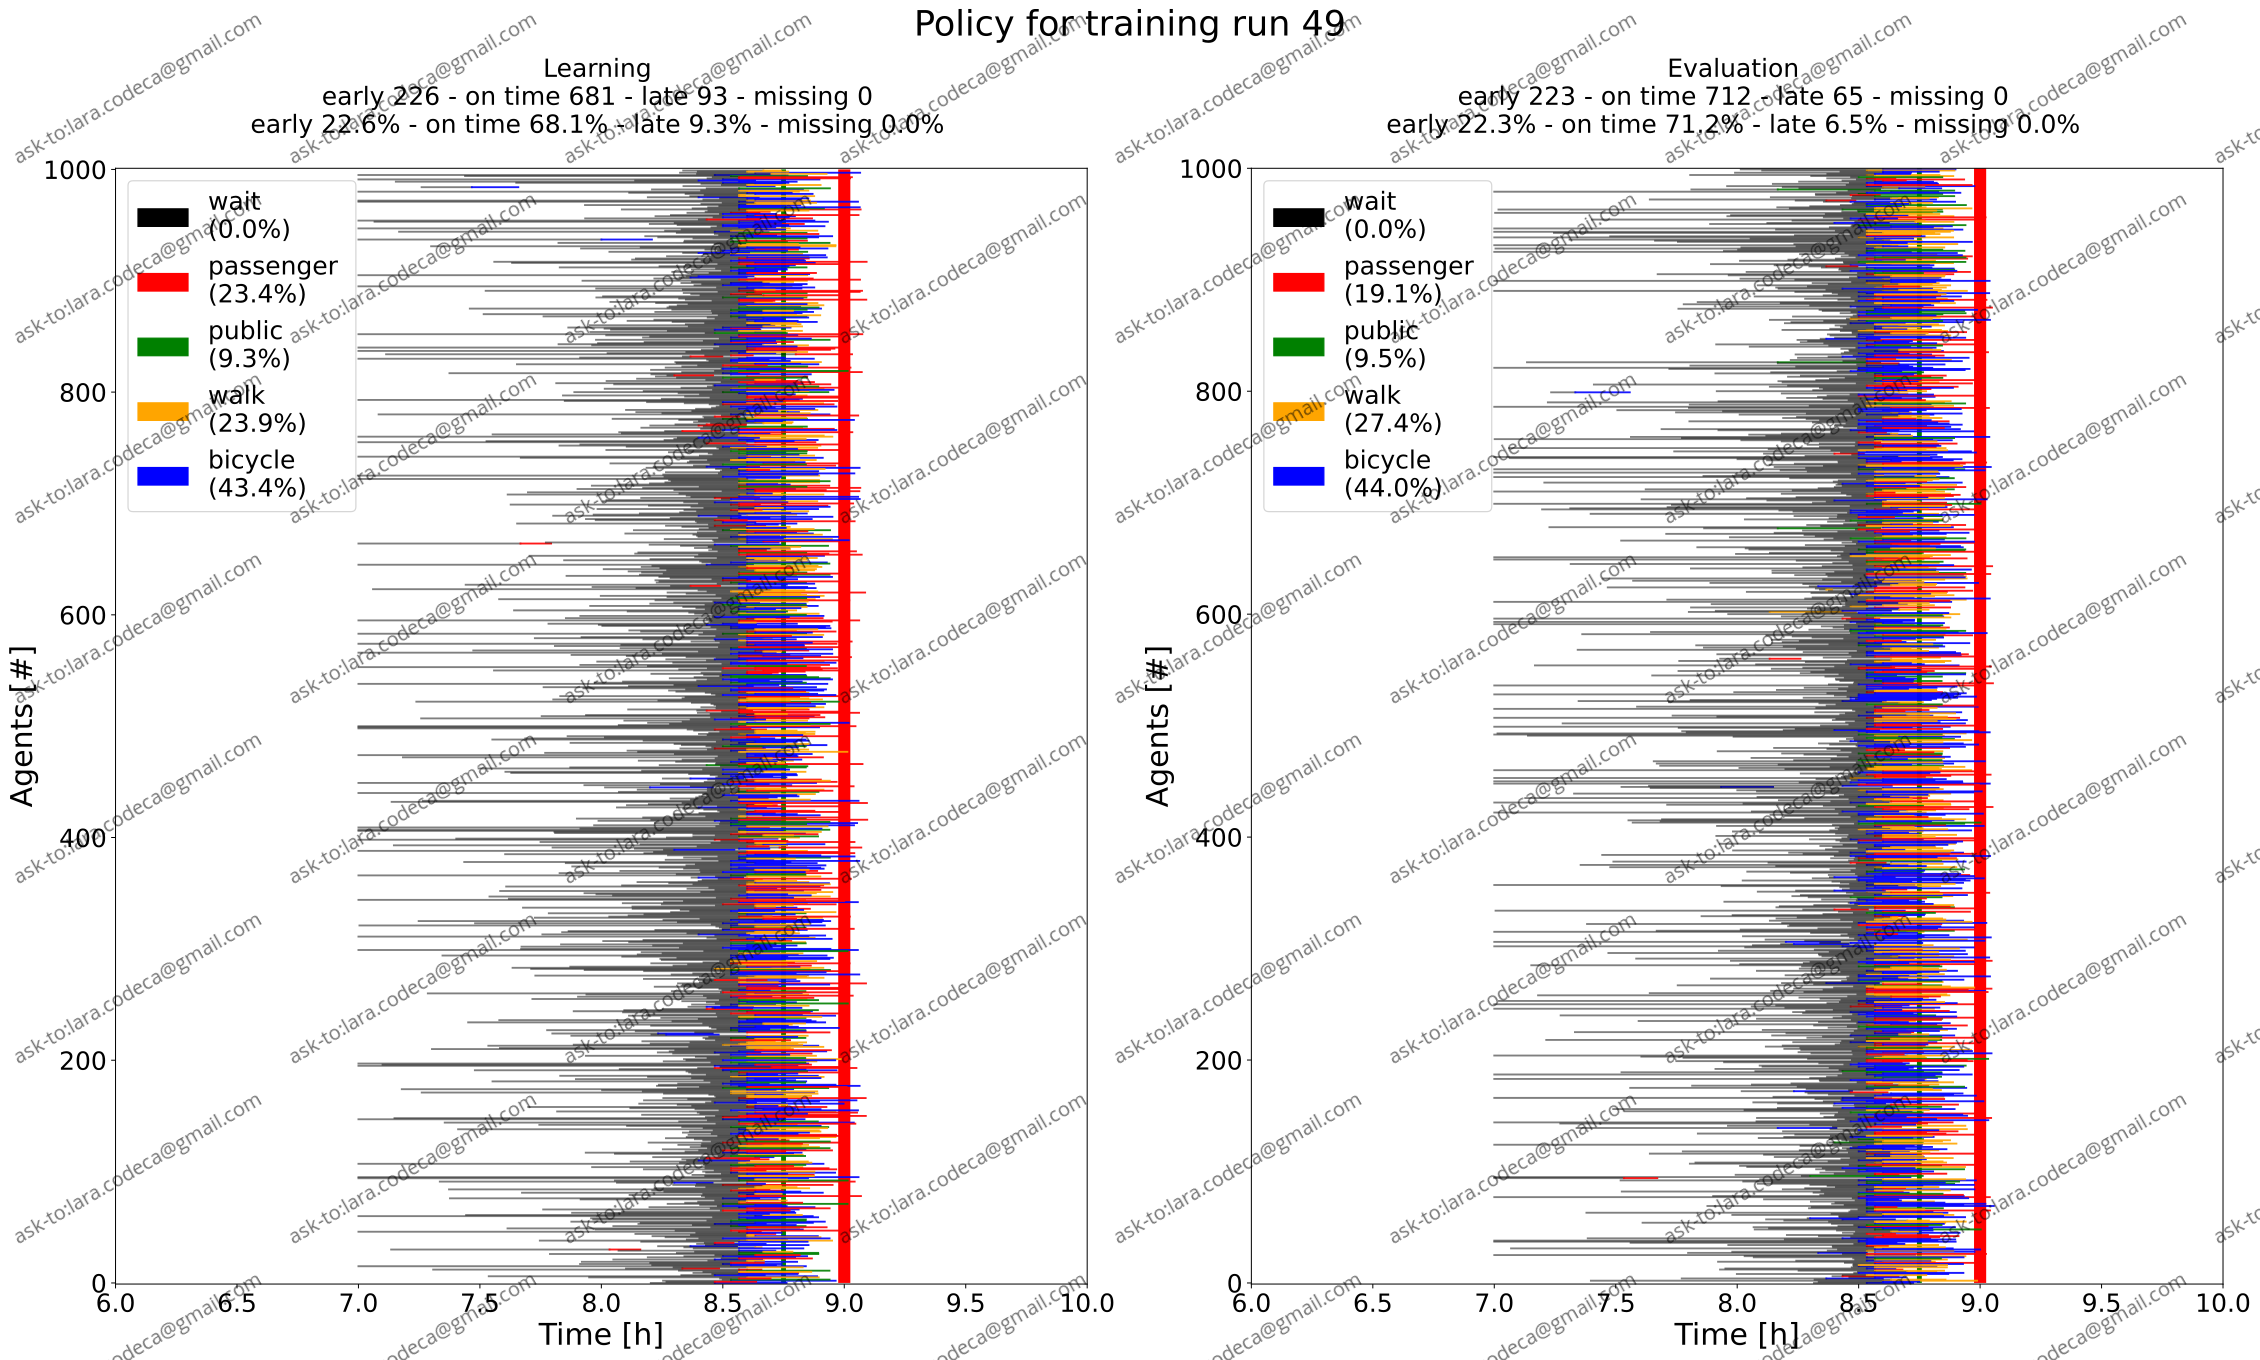 Policy for training run 49
Learning
early 226 - on time 681 - late 93 - missing 0
early 22.6% - on time 68.1% - late 9.3% - missing 0.0%
1000
800
600
400
200
0
Agents [#]
wait
(0.0%)
passenger
(23.4%)
public
(9.3%)
walk
(23.9%)
bicycle
(43.4%)
6.0 6.5 7.0 7.5 8.0 8.5 9.0 9.5 10.0
Time [h]
Evaluation
early 223 - on time 712 - late 65 - missing 0
early 22.3% - on time 71.2% - late 6.5% - missing 0.0%
1000
800
600
400
200
0
Agents [#]
wait
(0.0%)
passenger
(19.1%)
public
(9.5%)
walk
(27.4%)
bicycle
(44.0%)
6.0 6.5 7.0 7.5 8.0 8.5 9.0 9.5 10.0
Time [h]
ask-to:lara.codeca@gmail.com